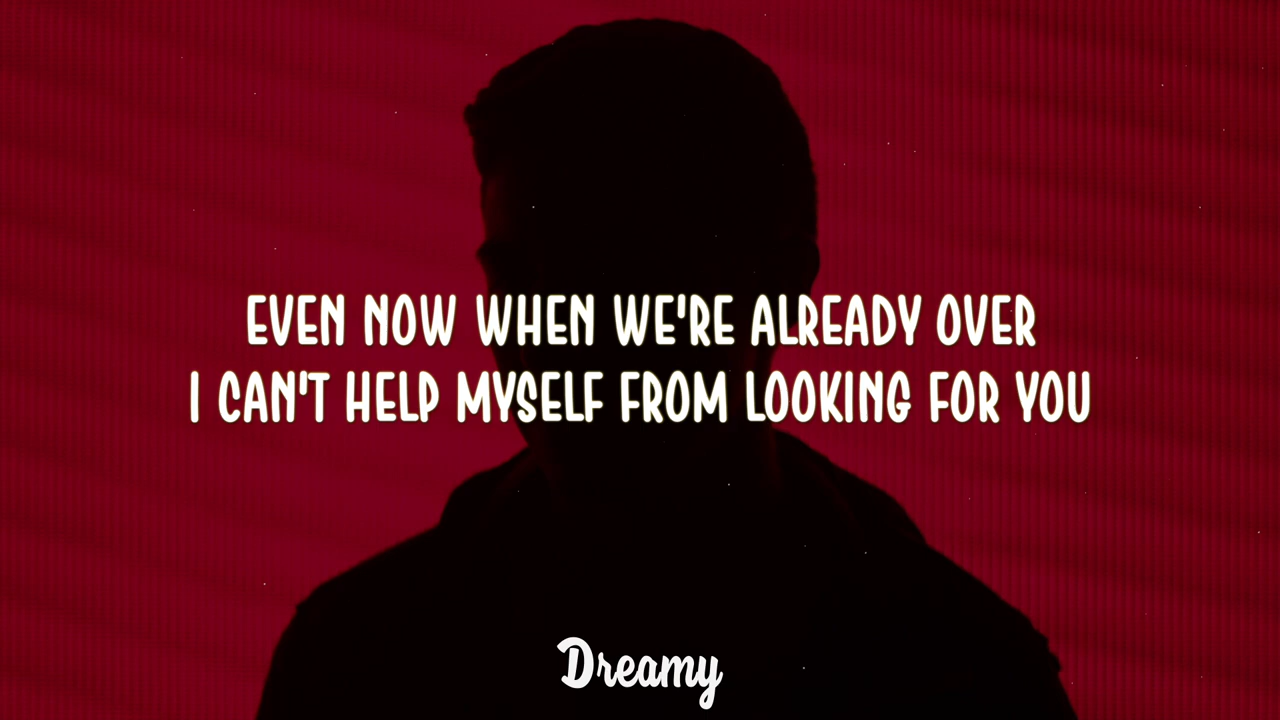 EVEN NOW WHEN WE'RE ALREADY OVER
I CAN'T HELP MYSELF FROM LOOKING FOR YOU
Dreamy